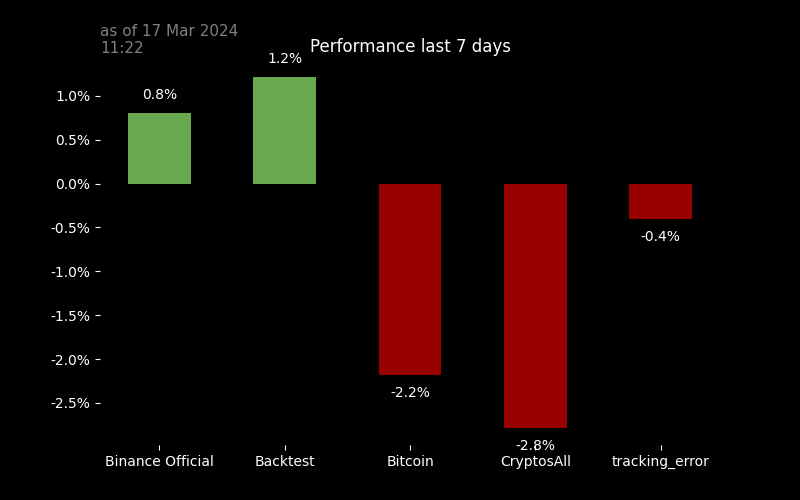 as of 17 Mar 2024
11:22
Performance last 7 days
1.2%
1.0%
0.8%
0.5%
0.0%
-0.5%
-0.4%
-1.0%
-1.5%
-2.0%
-2.2%
-2.5%
-2.8%
Binance Official
Backtest
Bitcoin
CryptosAll
tracking_error